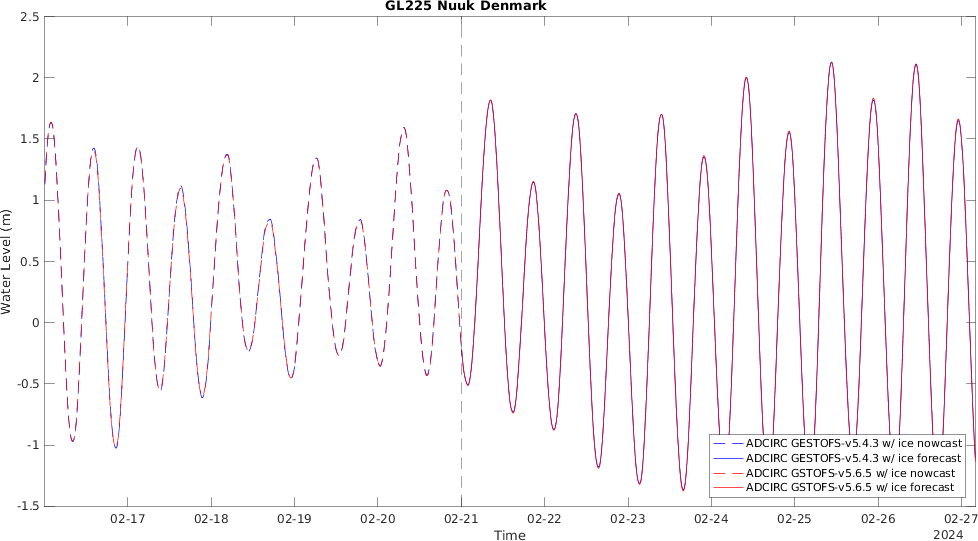 GL225 Nuuk Denmark
2.5
2
1.5
1
0.5
0
-0.5
-1
-1.5
Water Level (m)
ADCIRC GESTOFS-v5.4.3 w/ ice nowcast
ADCIRC GESTOFS-v5.4.3 w/ ice forecast
ADCIRC GSTOFS-v5.6.5 w/ ice nowcast
ADCIRC GSTOFS-v5.6.5 w/ ice forecast
02-17 02-18 02-19 02-20 02-21 02-22 02-23 02-24 02-25 02-26 02-27
Time 2024